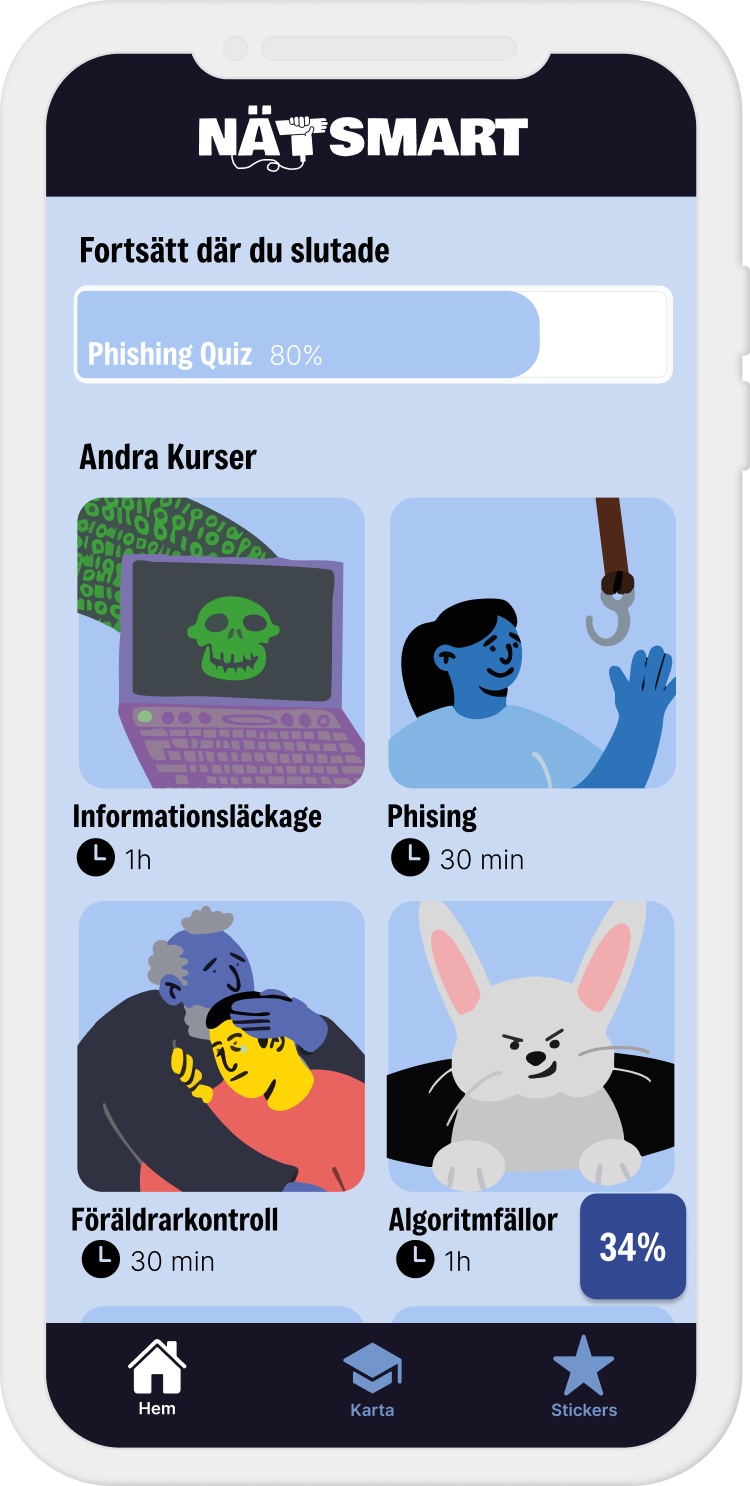 NÄTSMART
Fortsätt där du slutade
Phishing Quiz 80%
Andra Kurser
Informationsläckage
1h
Phising
30 min
Föräldrarkontroll
30 min
Algoritmfällor
1h
34%
Hem
Karta
Stickers